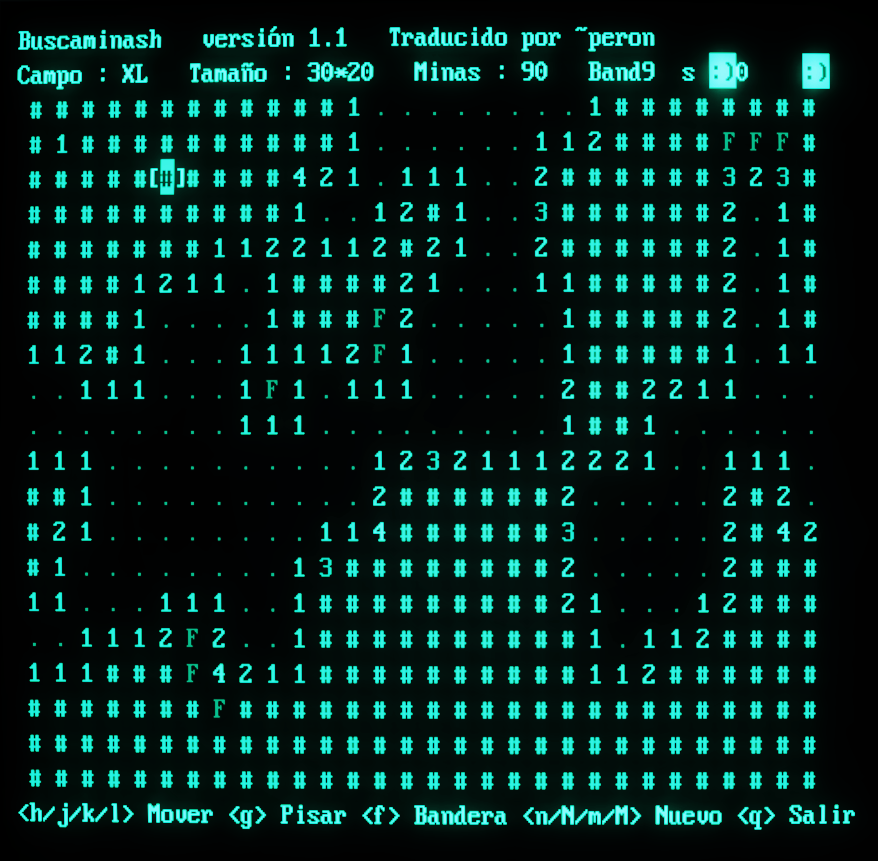 Buscaminash versión 1.1 Traducido por ~peron
Campo : XL Tamaño : 30*20 Minas : 90 Band9 s :)0 :)
# # # # # # # # # # # # 1 . . . . . . . . 1 # # # # # # # #
# 1 # # # # # # # # # # 1 . . . . . . 1 1 2 # # # # F F F #
# # # # #[#]# # # # 4 2 1 . 1 1 1 . . 2 # # # # # # 3 2 3 #
# # # # # # # # # # 1 . . 1 2 # 1 . . 3 # # # # # # 2 . 1 #
# # # # # # # 1 1 2 2 1 1 2 # 2 1 . . 2 # # # # # # 2 . 1 #
# # # # 1 2 1 1 . 1 # # # # 2 1 . . . 1 1 # # # # # 2 . 1 #
# # # # 1 . . . . 1 # # # F 2 . . . . . 1 # # # # # 2 . 1 #
1 1 2 # 1 . . . 1 1 1 1 2 F 1 . . . . . 1 # # # # # 1 . 1 1
. . 1 1 1 . . . 1 F 1 . 1 1 1 . . . . . 2 # # 2 2 1 1 . . .
. . . . . . . . 1 1 1 . . . . . . . . . 1 # # 1 . . . . . .
1 1 1 . . . . . . . . . . 1 2 3 2 1 1 1 2 2 2 1 . . 1 1 1 .
# # 1 . . . . . . . . . . 2 # # # # # # 2 . . . . . 2 # 2 .
# 2 1 . . . . . . . . 1 1 4 # # # # # # 3 . . . . . 2 # 4 2
# 1 . . . . . . . . 1 3 # # # # # # # # 2 . . . . . 2 # # #
1 1 . . . 1 1 1 . . 1 # # # # # # # # # 2 1 . . . 1 2 # # #
. . 1 1 1 2 F 2 . . 1 # # # # # # # # # # 1 . 1 1 2 # # # #
1 1 1 # # # F 4 2 1 1 # # # # # # # # # # 1 1 2 # # # # # #
# # # # # # # F # # # # # # # # # # # # # # # # # # # # # #
# # # # # # # # # # # # # # # # # # # # # # # # # # # # # #
# # # # # # # # # # # # # # # # # # # # # # # # # # # # # #
<h/j/k/l> Mover <g> Pisar <f> Bandera <n/N/m/M> Nuevo <q> Salir